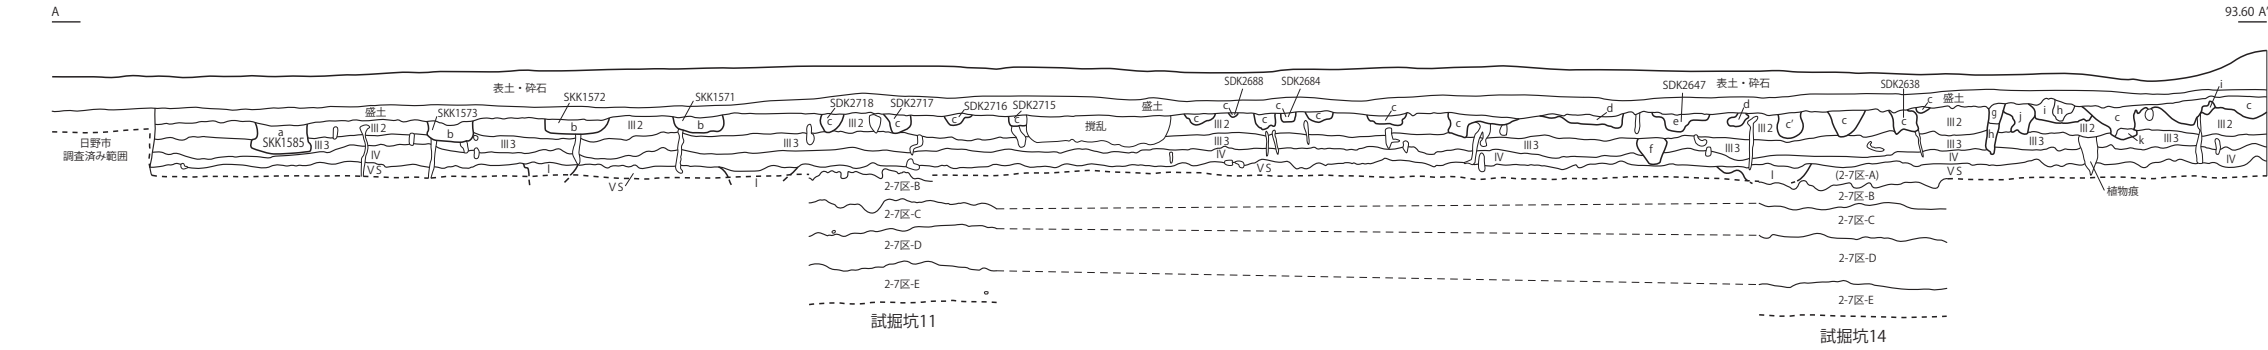 A
93.60 A'
表土・砕石
SKK1572
SKK1571
SDK2718
SDK2717
SDK2716
SDK2715
盛土
SDK2688
SDK2684
SDK2647
表土・砕石
SDK2638
盛土
盛土
SKK1573
日野市
調査済み範囲
a
SKK1585
III3
III2
IV
V S
b
III3
b
III2
b
l
V S
l
III3
c
III2
c
c
c
撹乱
c
c
III2
III3
IV
V S
c
c
c
c
c
IV
III3
d
e
f
d
III3
III2
c'
c
c
c
III2
III3
IV
V S
g
h
j
i
h
III2
III3
c
k
III3
i
c
III2
IV
植物痕
l
2-7区-B
2-7区-C
2-7区-D
2-7区-E
試掘坑11
(2-7区-A)
2-7区-B
2-7区-C
2-7区-D
2-7区-E
試掘坑14